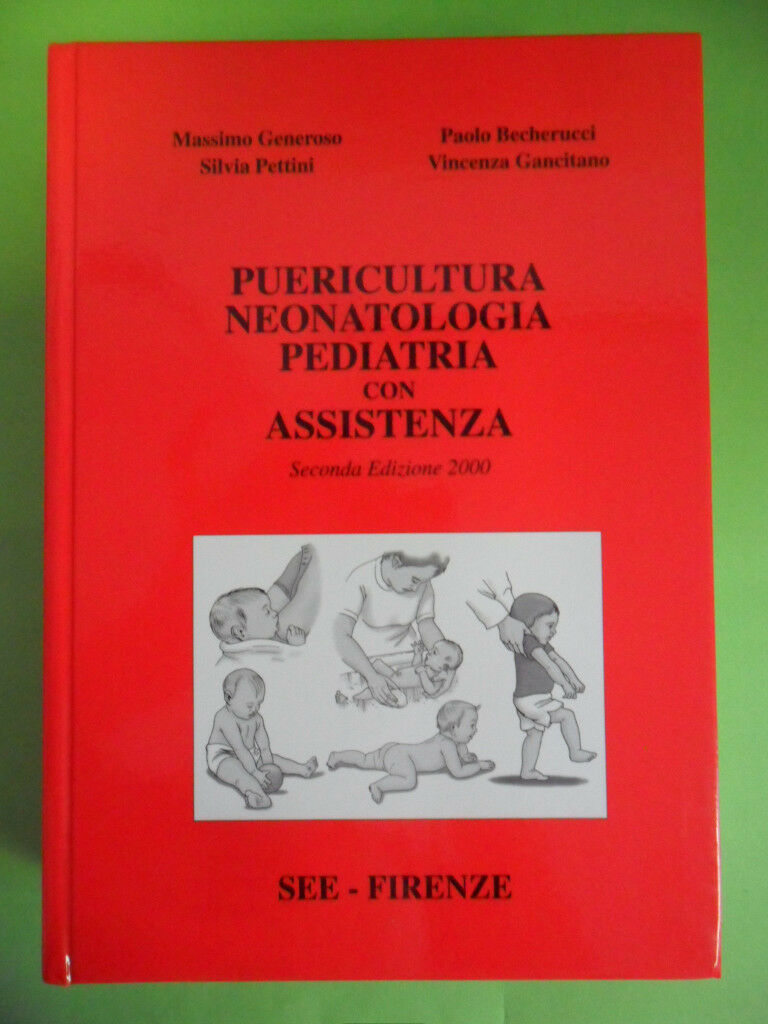 Massimo Generoso
Silvia Pettini
Paolo Becherucci
Vincenza Gancitano
PUERICULTURA
NEONATOLOGIA
PEDIATRIA
CON
ASSISTENZA
Seconda Edizione 2000
SEE - FIRENZE